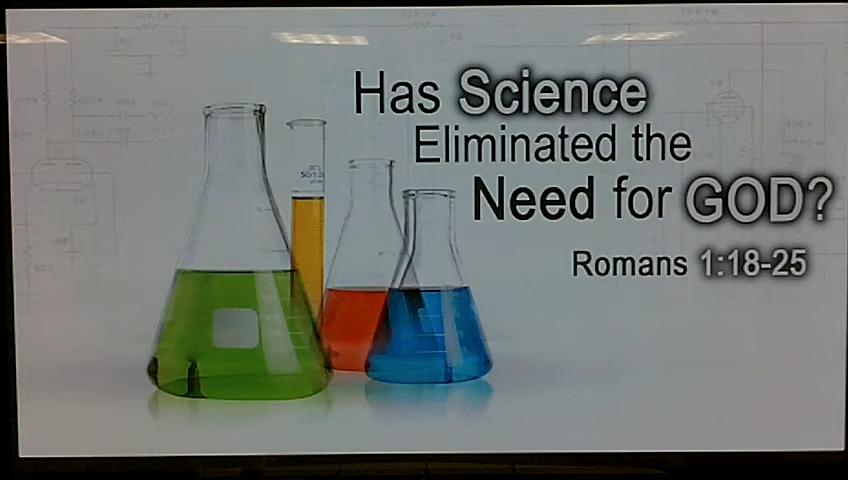 Has Science
Eliminated the
Need for GOD?
Romans 1:18-25